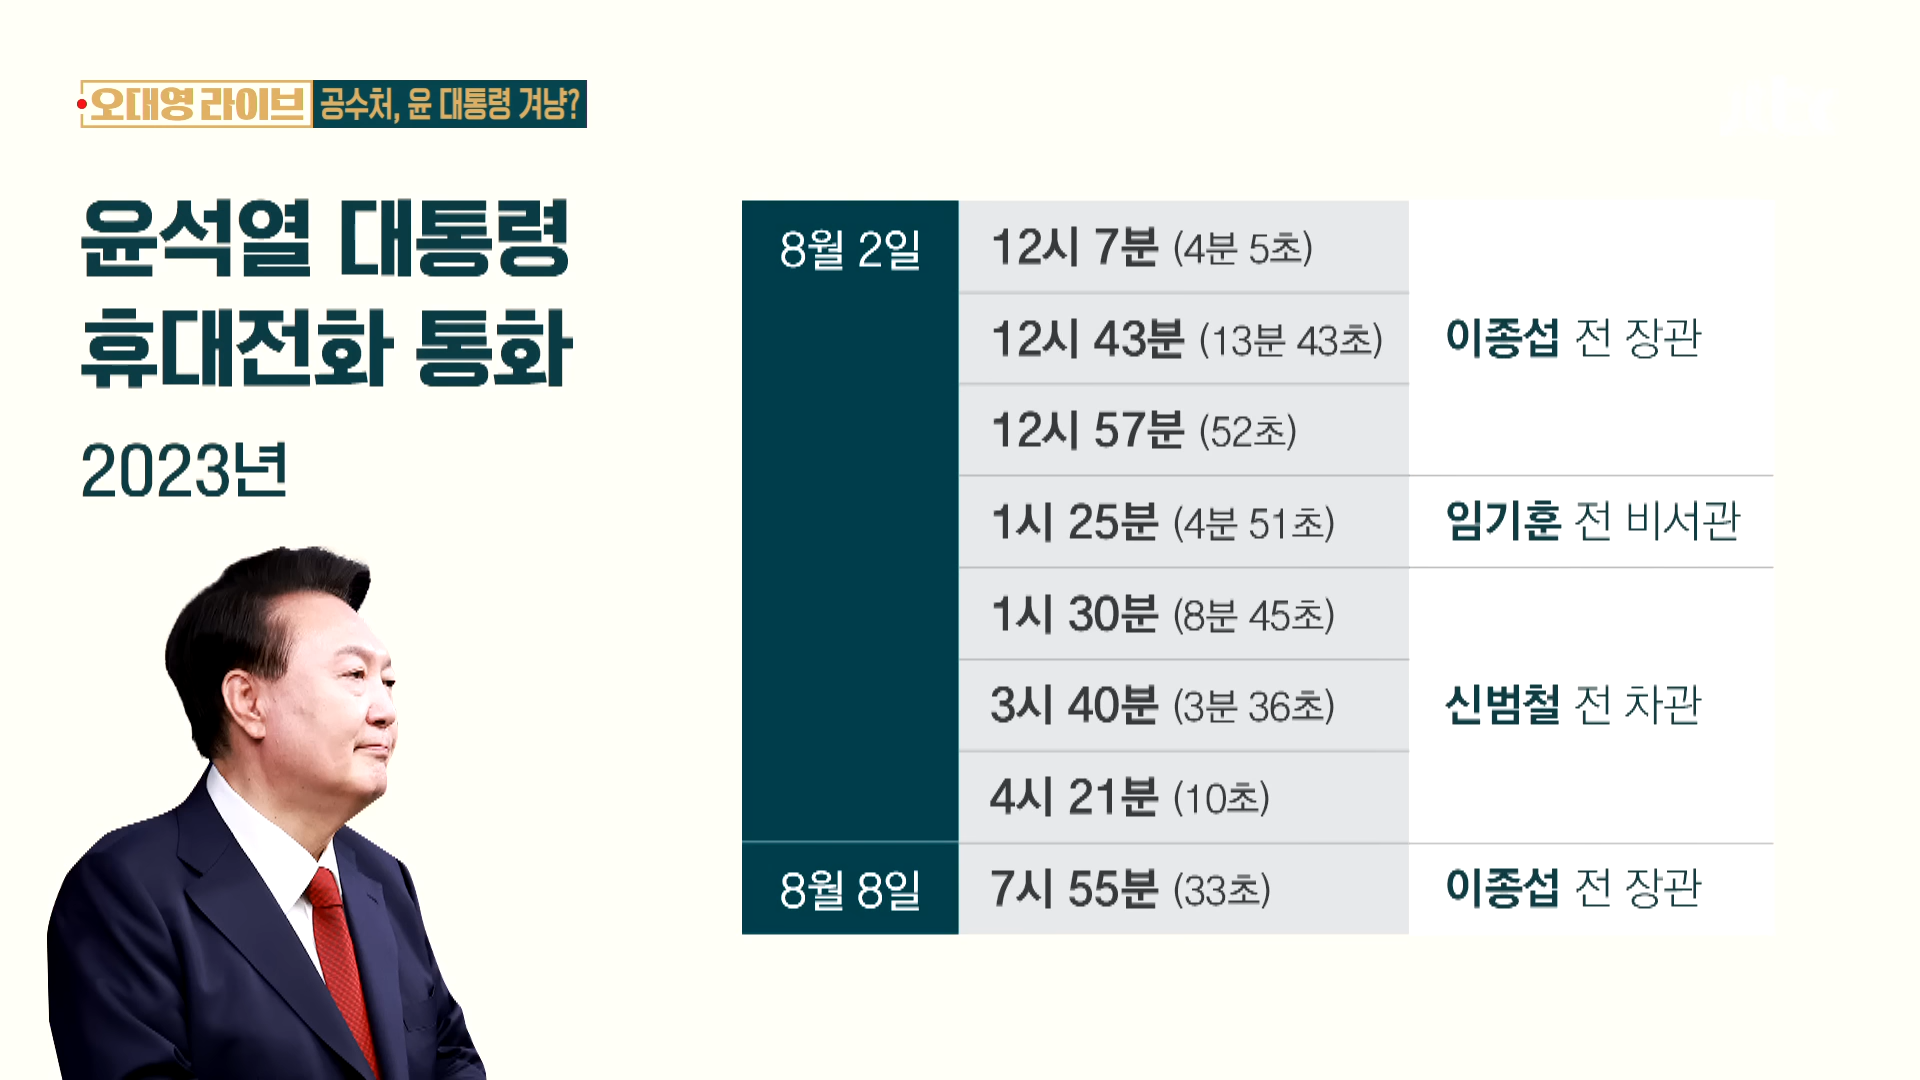 오대영 라이브 공수처, 윤 대통령 겨냥?
윤석열 대통령
휴대전화 통화
2023년
8월 2일
12시 7분 (4분 5초)
12시 43분 (13분 43초)
이종섭 전 장관
12시 57분 (52초)
1시 25분 (4분 51초) 임기훈 전 비서관
1시 30분 (8분 45초)
3시 40분 (3분 36초)
신범철 전 차관
4시 21분 (10초)
8월 8일
7시 55분 (33초) 이종섭 전 장관